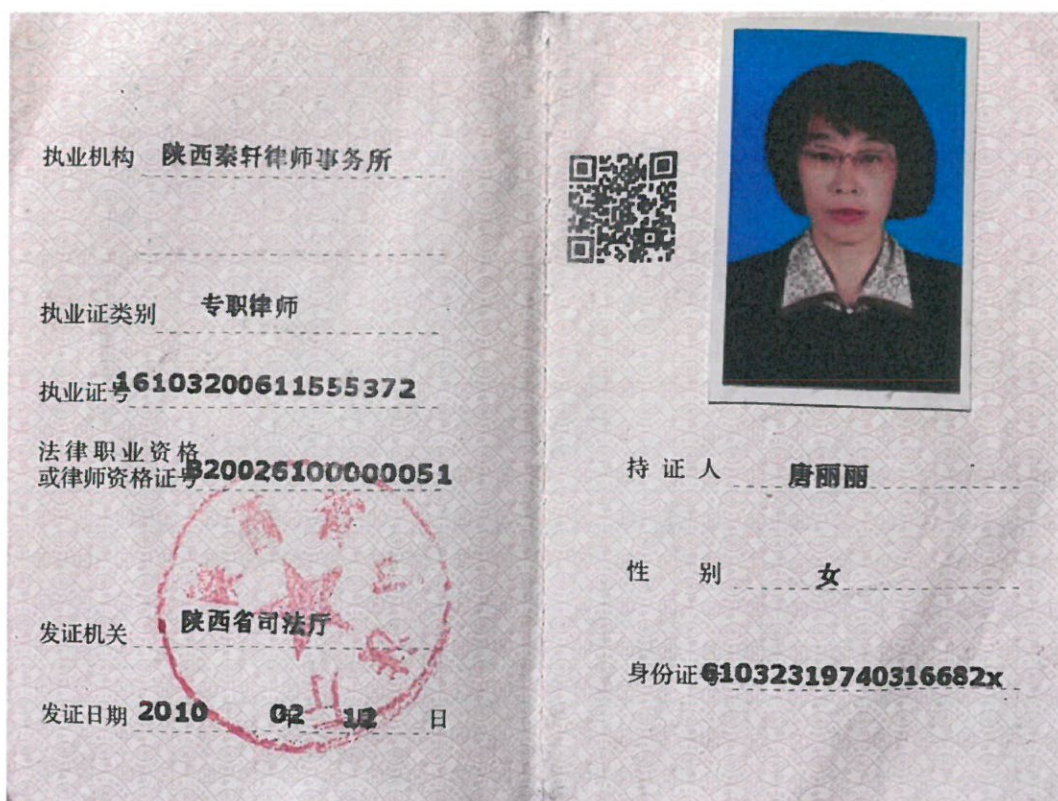 执业机构 陕西秦轩律师事务所
执业证类别 专职律师
执业证号 16103200611555372
法律职业资格
或律师资格证号 B20026100000051
发证机关 陕西省司法厅
发证日期 2010 年 02 月 12 日
持证人 唐丽丽
性别 女
身份证号 61032319740316682x